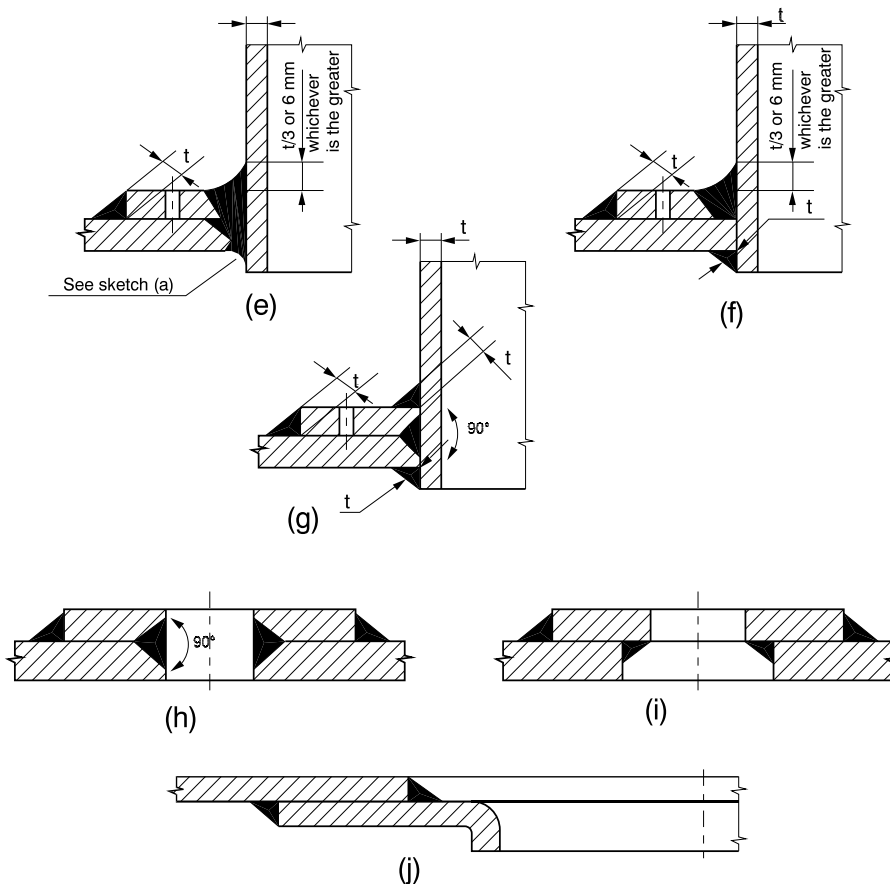 t
t/3 or 6 mm
whichever
is the greater
t
See sketch (a)
(e)
t
t/3 or 6 mm
whichever
is the greater
t
t
(f)
t
t
t
90°
t
(g)
90°
(h)
(i)
(j)